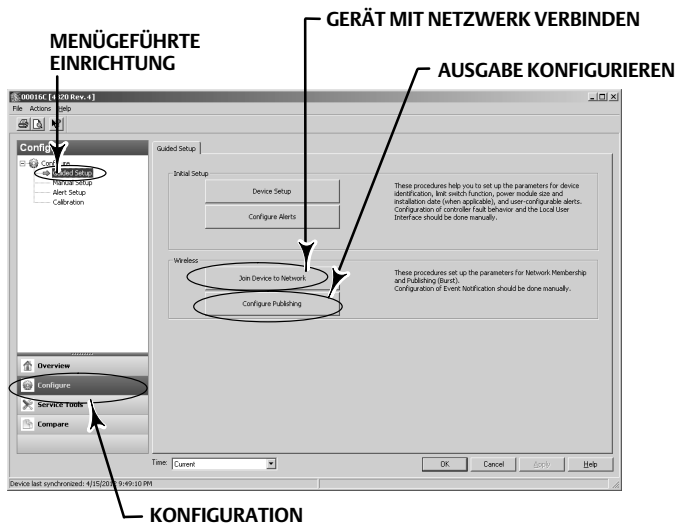 GERÄT MIT NETZWERK VERBINDEN
MENÜGEFÜHRTE
EINRICHTUNG
AUSGABE KONFIGURIEREN
00016C [4320 Rev. 4]
File Actions Help
Configure
Guided Setup
Manual Setup
Alert Setup
Calibration
Overview
Configure
Service Tools
Compare
Guided Setup
Initial Setup
Device Setup
Configure Alerts
These procedures help you to set up the parameters for device
identification, limit switch function, power module size and
installation date (when applicable), and user-configurable alerts.
Configuration of controller fault behavior and the Local User
Interface should be done manually.
Wireless
Join Device to Network
Configure Publishing
These procedures set up the parameters for Network Membership
and Publishing (Burst).
Configuration of Event Notification should be done manually.
Time: Current
OK Cancel Apply Help
Device last synchronized: 4/15/2012 9:49:10 PM
KONFIGURATION